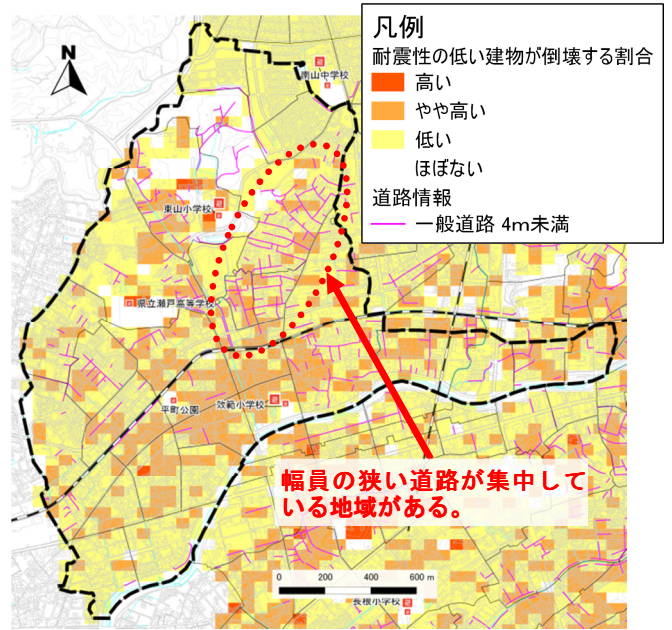 凡例
耐震性の低い建物が倒壊する割合
高い
やや高い
低い
ほぼない
道路情報
一般道路 4m未満
N
避
南山中学校
避
東山小学校
県立瀬戸高等学校
効範小学校
避
平町公園
幅員の狭い道路が集中して
いる地域がある。
0 200 400 600 m
長根小学校
避